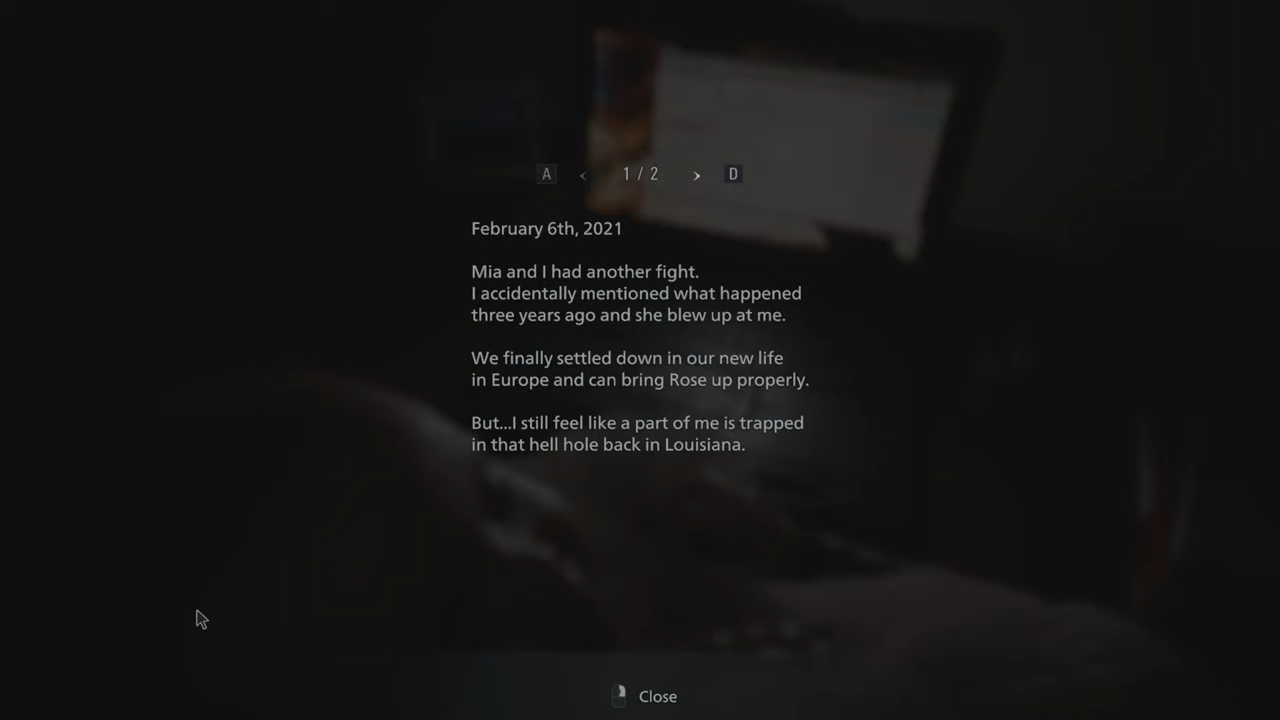 A < 1 / 2 > D
February 6th, 2021
Mia and I had another fight.
I accidentally mentioned what happened
three years ago and she blew up at me.
We finally settled down in our new life
in Europe and can bring Rose up properly.
But...I still feel like a part of me is trapped
in that hell hole back in Louisiana.
Close